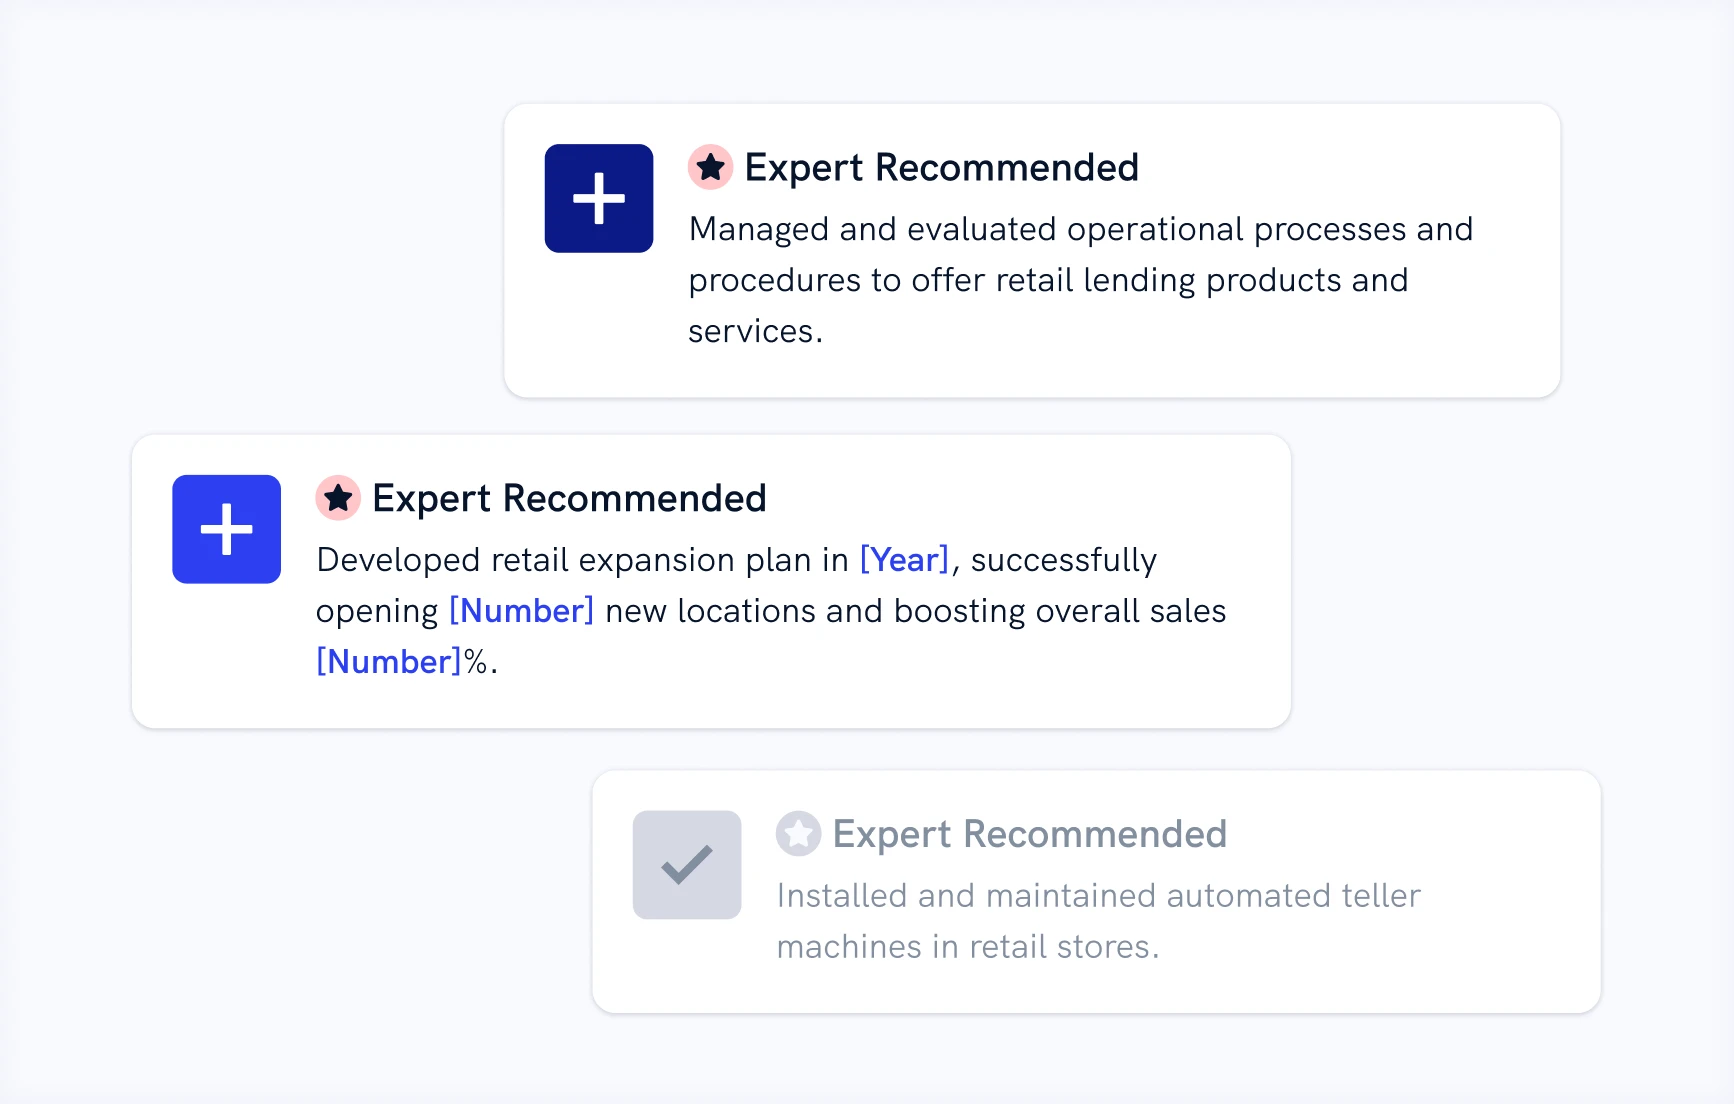 Expert Recommended
Managed and evaluated operational processes and
procedures to offer retail lending products and
services.
Expert Recommended
Developed retail expansion plan in [Year], successfully
opening [Number] new locations and boosting overall sales
[Number]%.
Expert Recommended
Installed and maintained automated teller
machines in retail stores.